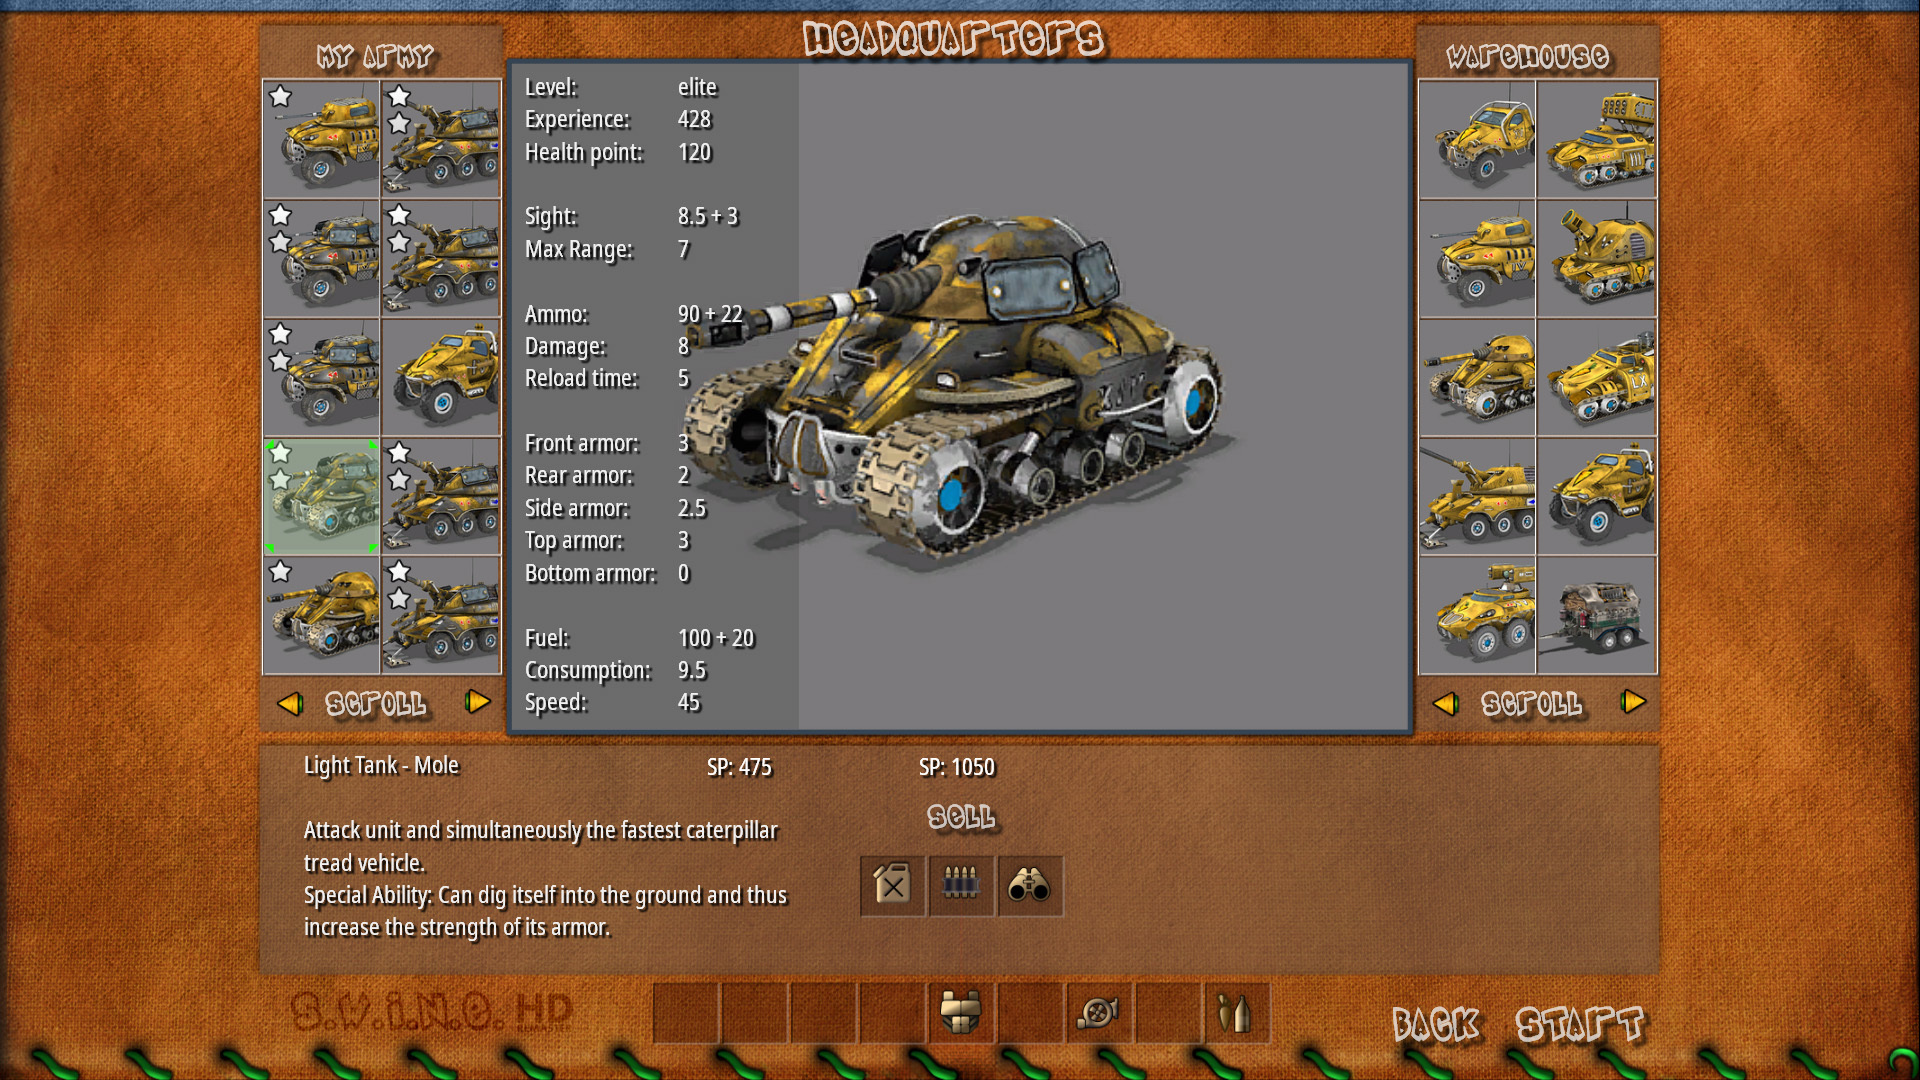 HEADQUARTERS
MY ARMY
WAREHOUSE
Level: elite
Experience: 428
Health point: 120
Sight: 8.5 + 3
Max Range: 7
Ammo: 90 + 22
Damage: 8
Reload time: 5
Front armor: 3
Rear armor: 2
Side armor: 2.5
Top armor: 3
Bottom armor: 0
Fuel: 100 + 20
Consumption: 9.5
Speed: 45
SCROLL
SCROLL
Light Tank - Mole SP: 475 SP: 1050
SELL
Attack unit and simultaneously the fastest caterpillar
tread vehicle.
Special Ability: Can dig itself into the ground and thus
increase the strength of its armor.
S.W.I.N.E. HD
BACK START